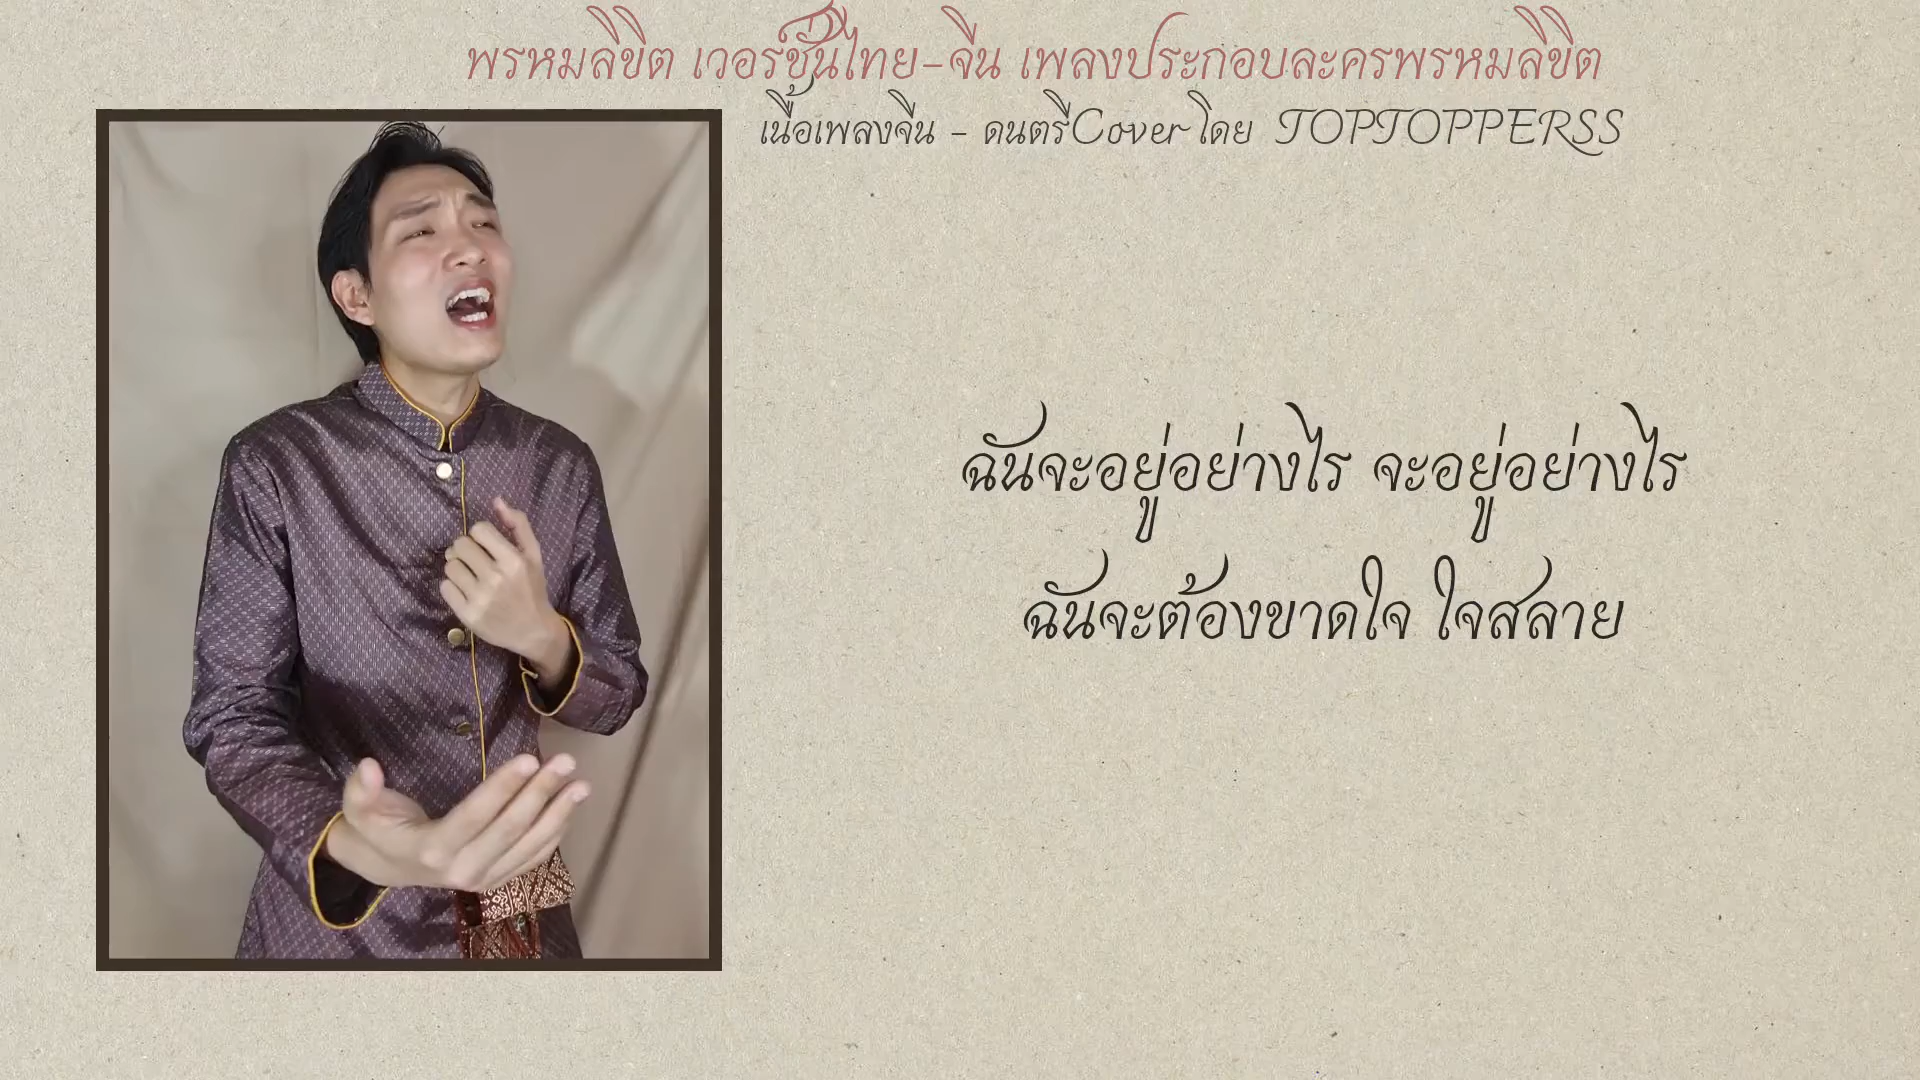 พรหมลิขิต เวอร์ชั่นไทย-จีน เพลงประกอบละครพรหมลิขิต
เนื้อเพลงจีน - ดนตรีCoverโดย TOPTOPPERSS
ฉันจะอยู่อย่างไร จะอยู่อย่างไร
ฉันจะต้องขาดใจ ใจสลาย